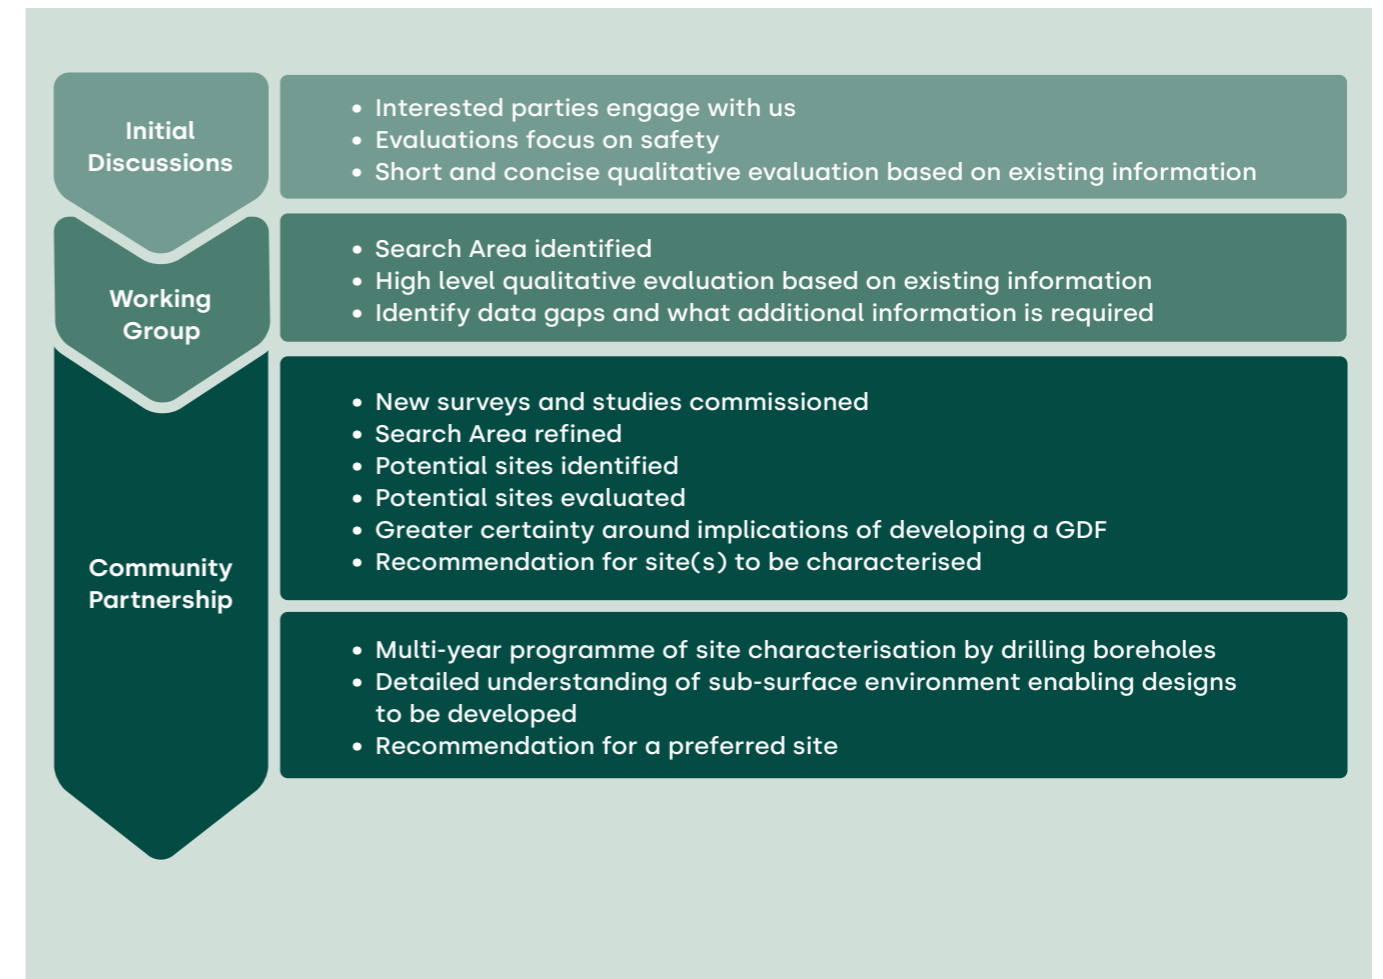 Initial
Discussions
• Interested parties engage with us
• Evaluations focus on safety
• Short and concise qualitative evaluation based on existing information
Working
Group
• Search Area identified
• High level qualitative evaluation based on existing information
• Identify data gaps and what additional information is required
Community
Partnership
• New surveys and studies commissioned
• Search Area refined
• Potential sites identified
• Potential sites evaluated
• Greater certainty around implications of developing a GDF
• Recommendation for site(s) to be characterised
• Multi-year programme of site characterisation by drilling boreholes
• Detailed understanding of sub-surface environment enabling designs
to be developed
• Recommendation for a preferred site